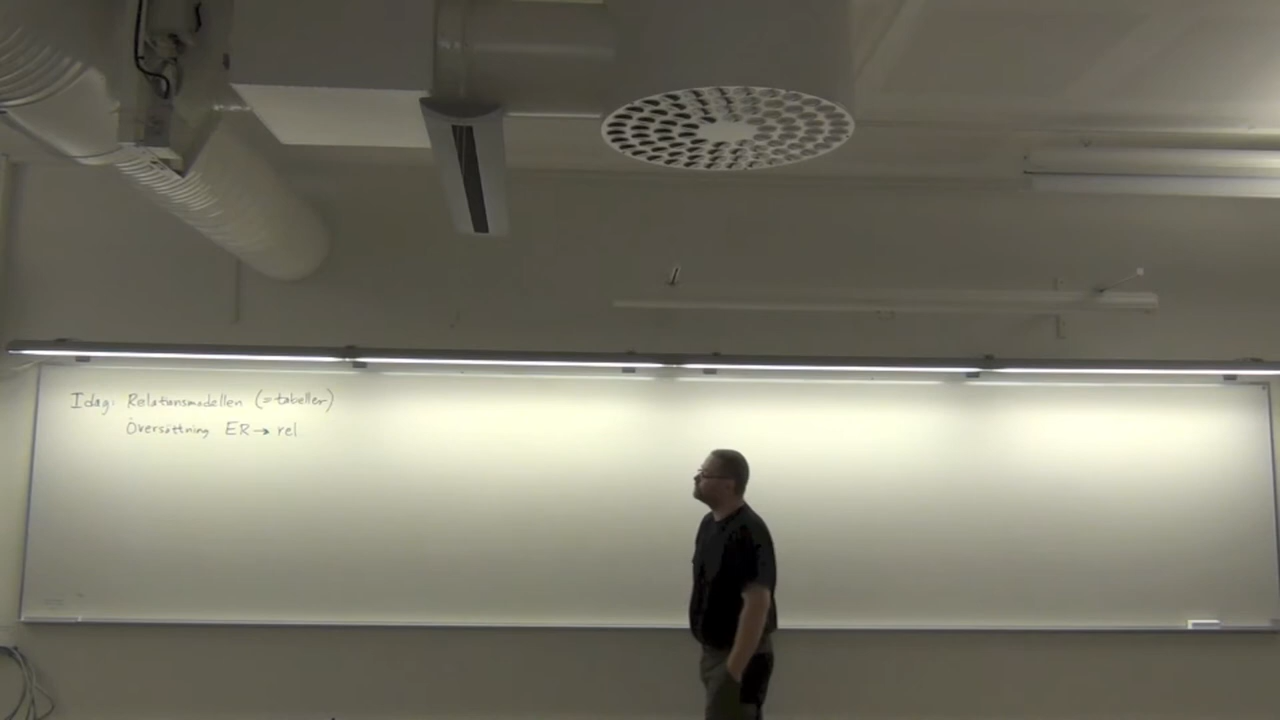 Idag: Relationsmodellen (=tabeller)
Översättning ER → rel